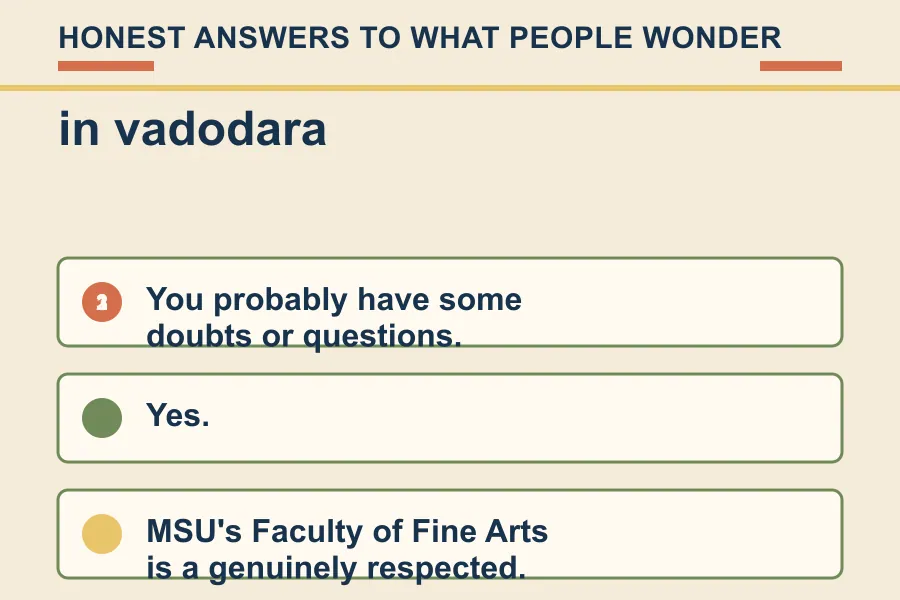 HONEST ANSWERS TO WHAT PEOPLE WONDER
in vadodara
You probably have some
doubts or questions.
Yes.
MSU's Faculty of Fine Arts
is a genuinely respected.